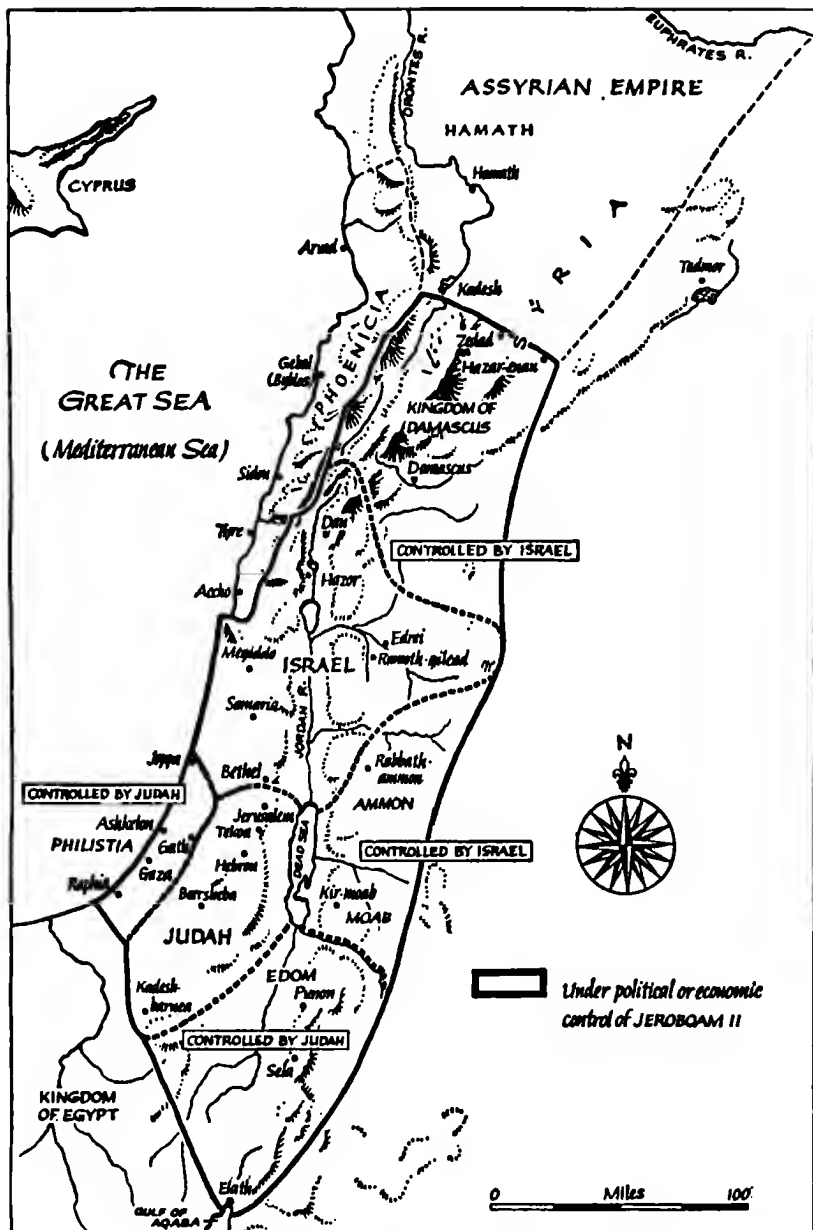 EUPHRATES R.
ORONTES R.
ASSYRIAN EMPIRE
HAMATH
Hamath
CYPRUS
SYRIA
Tadmor
Arvad
Kadesh
PHOENICIA
Zedad
Hazar-enan
Gebal
(Byblos)
THE
GREAT SEA
(Mediterranean Sea)
KINGDOM OF
DAMASCUS
Damascus
Sidon
Tyre
Dan
CONTROLLED BY ISRAEL
Hazor
Accho
Edrei
Ramoth-gilead
Megiddo
ISRAEL
Samaria
JORDAN R.
Joppa
Bethel
Rabbath-
ammon
AMMON
N
CONTROLLED BY JUDAH
Jerusalem
Ashkelon
Tekoa
PHILISTIA
Gath
Hebron
DEAD SEA
CONTROLLED BY ISRAEL
Gaza
Raphia
Beersheba
Kir-moab
MOAB
JUDAH
EDOM
Kadesh-
barnea
Punon
Under political or economic
control of JEROBOAM II
CONTROLLED BY JUDAH
Sela
KINGDOM
OF EGYPT
Elath
GULF OF
AQABA
0 Miles 100